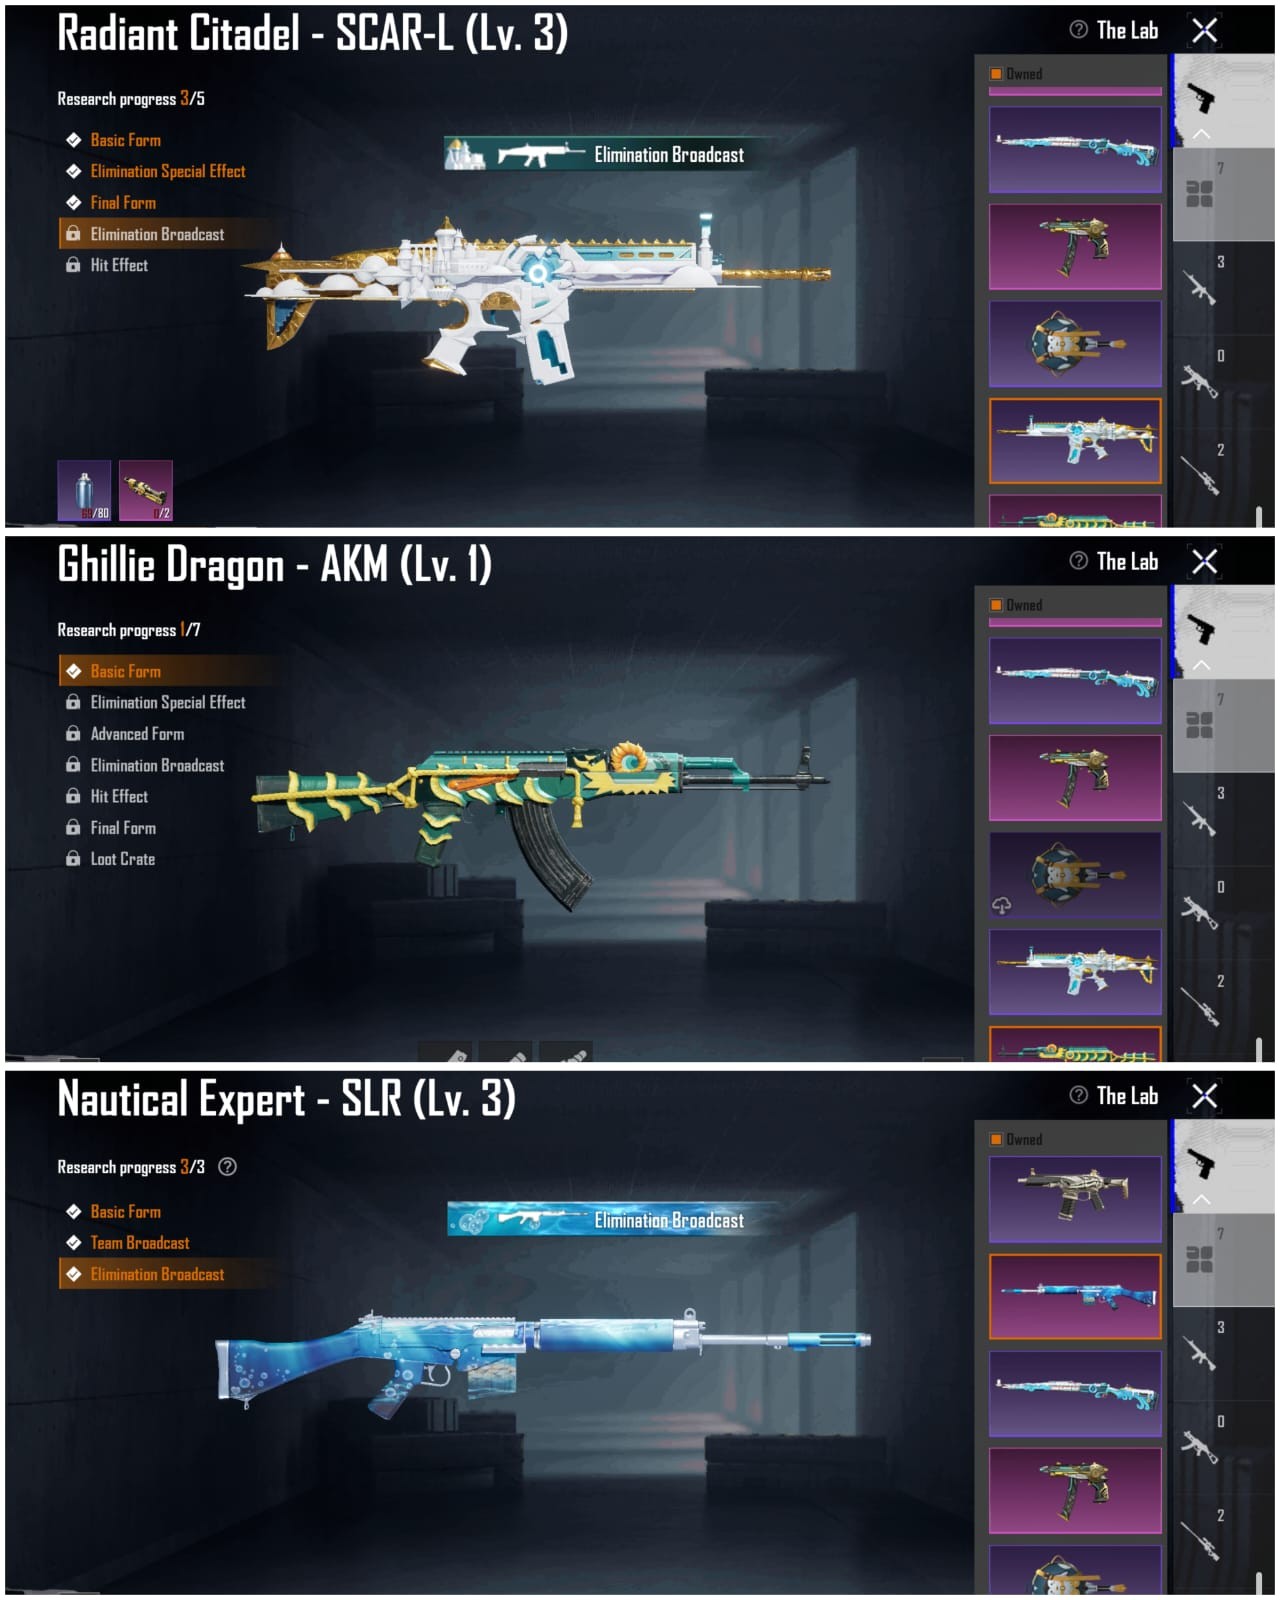 Radiant Citadel - SCAR-L (Lv. 3)
The Lab
Research progress 3/5
Owned
Basic Form
Elimination Special Effect
Final Form
Elimination Broadcast
Hit Effect
Elimination Broadcast
7
3
0
2
/80
0/2
Ghillie Dragon - AKM (Lv. 1)
The Lab
Research progress 1/7
Owned
Basic Form
Elimination Special Effect
Advanced Form
Elimination Broadcast
Hit Effect
Final Form
Loot Crate
7
3
0
2
Nautical Expert - SLR (Lv. 3)
The Lab
Research progress 3/3
Owned
Basic Form
Team Broadcast
Elimination Broadcast
Elimination Broadcast
7
3
0
2